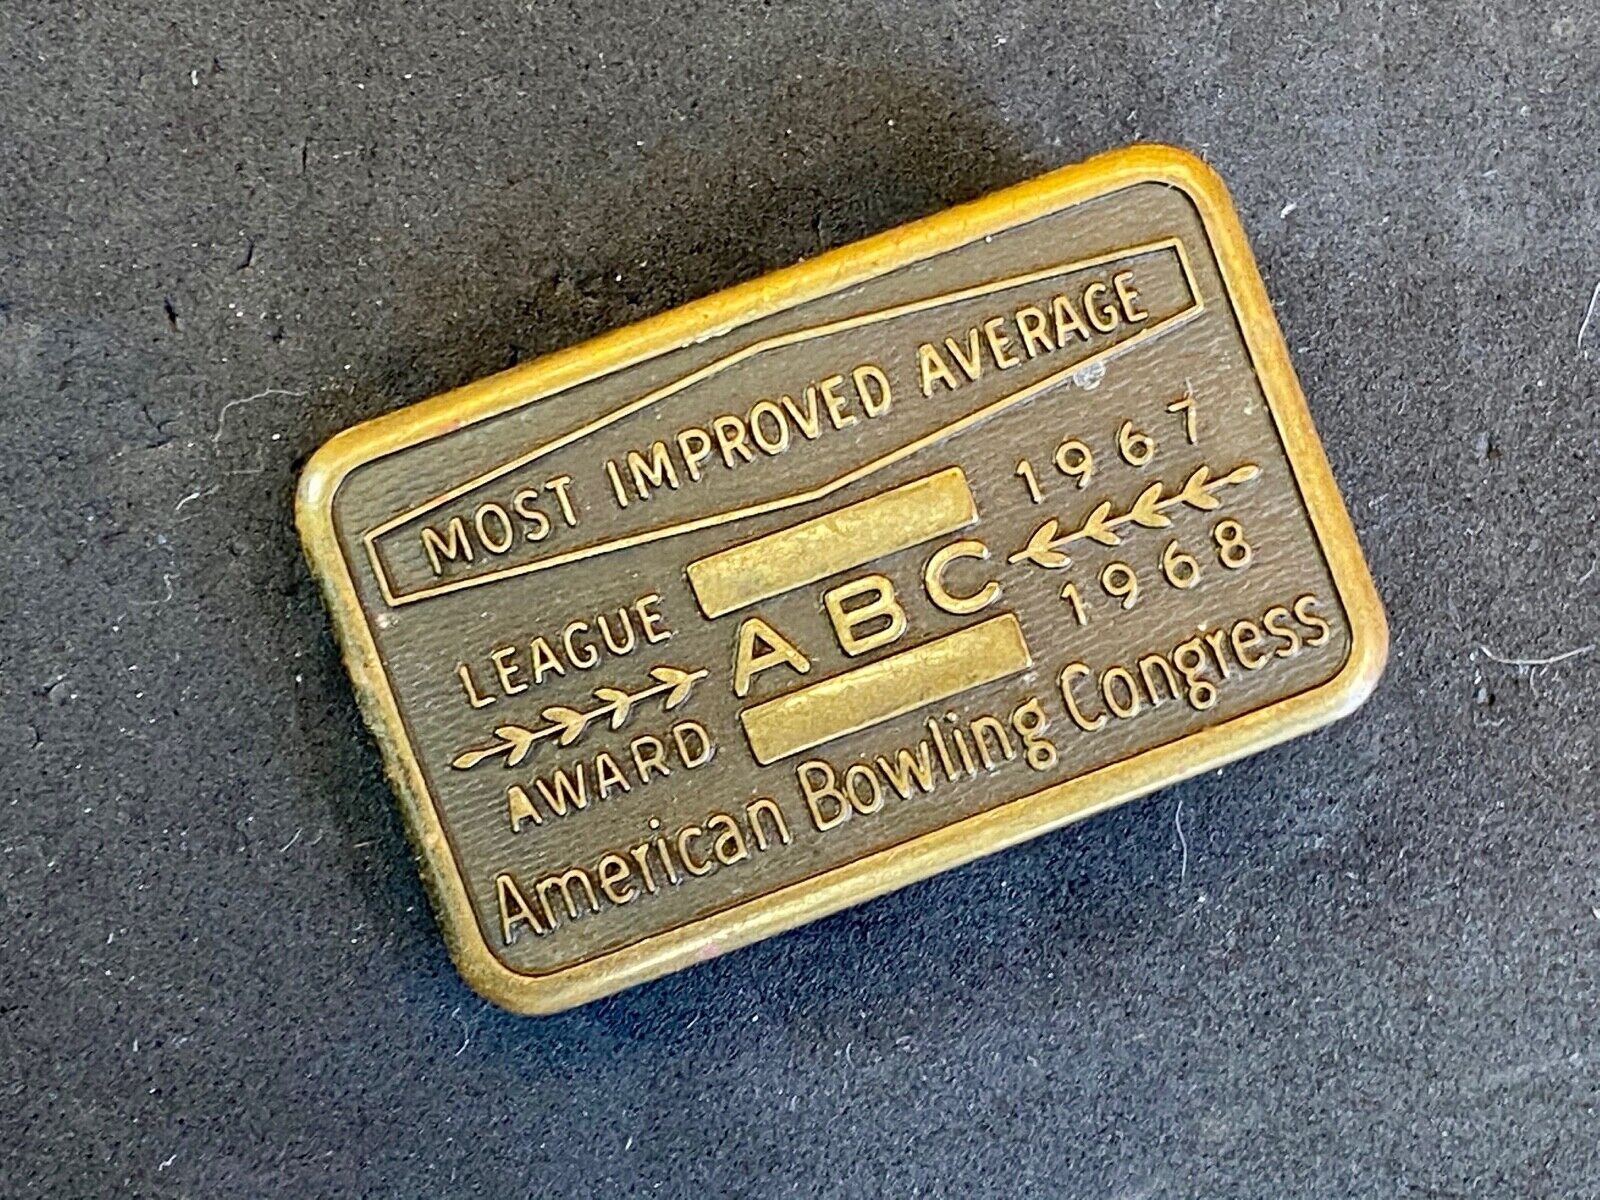 MOST IMPROVED AVERAGE
LEAGUE 1967
ABC
AWARD 1968
American Bowling Congress